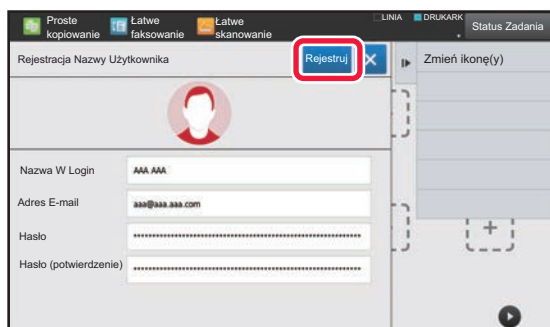 Proste kopiowanie
Łatwe faksowanie
Łatwe skanowanie
LINIA
DRUKARK
Status Zadania
Rejestracja Nazwy Użytkownika
Rejestruj
Zmień ikonę(y)
Nazwa W Login
AAA AAA
Adres E-mail
aaa@aaa.aaa.com
Hasło
Hasło (potwierdzenie)